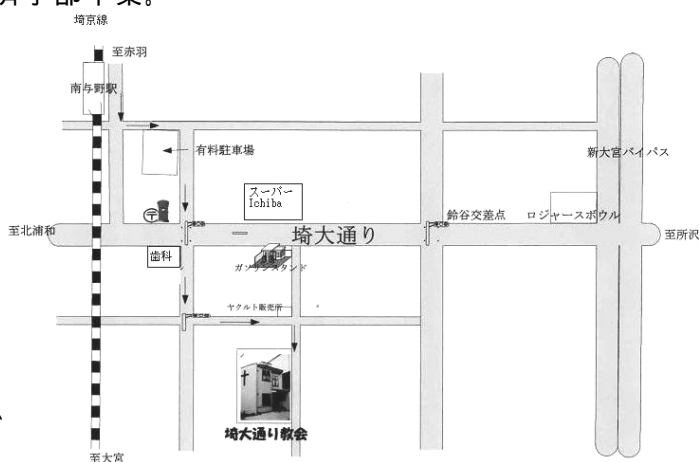 埼京線
至赤羽
南与野駅
有料駐車場
新大宮バイパス
スーパー
Ichiba
〒
鈴谷交差点
ロジャースボウル
至北浦和
埼大通り
至所沢
歯科
ガソリンスタンド
ヤクルト販売所
埼大通り教会
至大宮